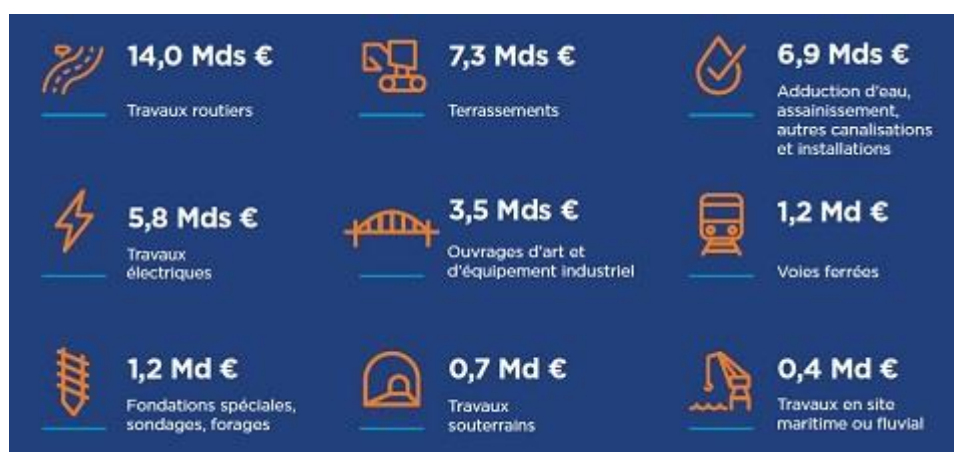 14,0 Mds €
Travaux routiers
7,3 Mds €
Terrassements
6,9 Mds €
Adduction d'eau,
assainissement,
autres canalisations
et installations
5,8 Mds €
Travaux
électriques
3,5 Mds €
Ouvrages d'art et
d'équipement industriel
1,2 Md €
Voies ferrées
1,2 Md €
Fondations spéciales,
sondages, forages
0,7 Md €
Travaux
souterrains
0,4 Md €
Travaux en site
maritime ou fluvial